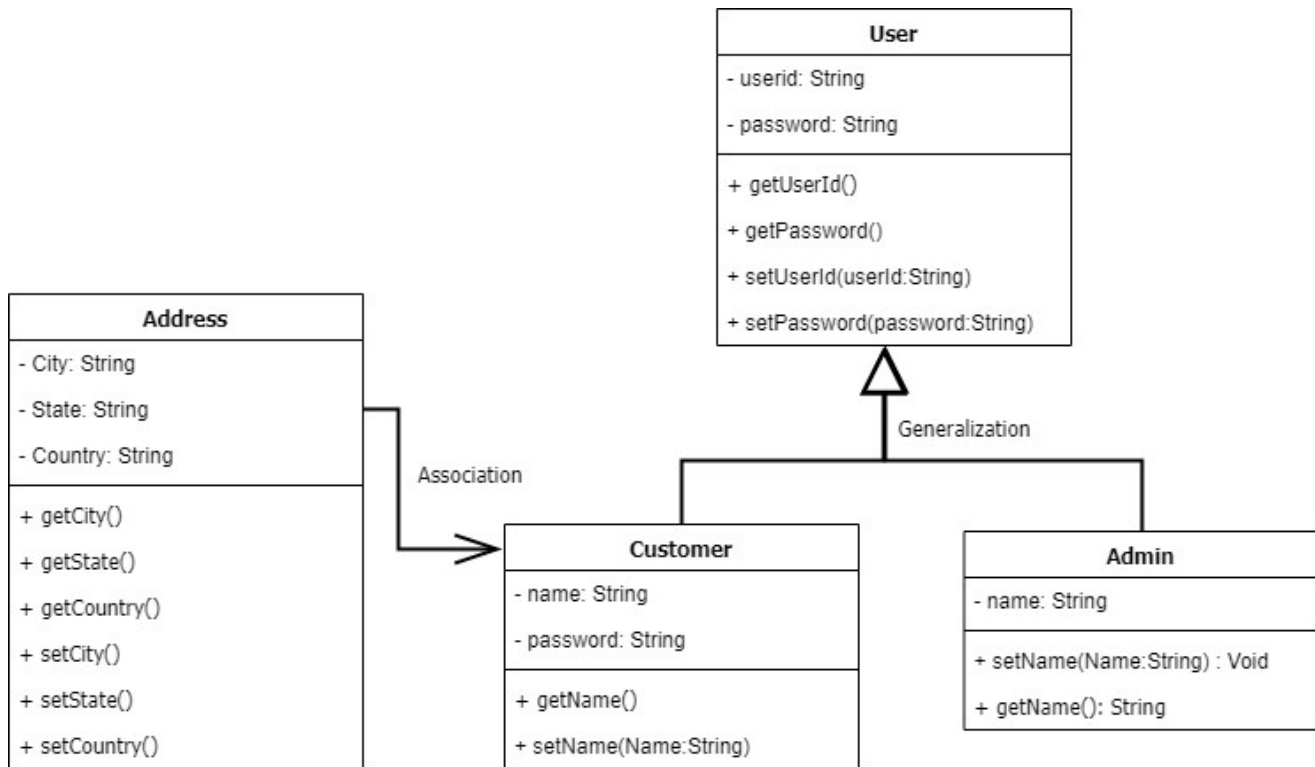 User
- userid: String
- password: String
+ getUserId()
+ getPassword()
+ setUserId(userId:String)
+ setPassword(password:String)
Generalization
Address
- City: String
- State: String
- Country: String
+ getCity()
+ getState()
+ getCountry()
+ setCity()
+ setState()
+ setCountry()
Association
Customer
- name: String
- password: String
+ getName()
+ setName(Name:String)
Admin
- name: String
+ setName(Name:String) : Void
+ getName(): String